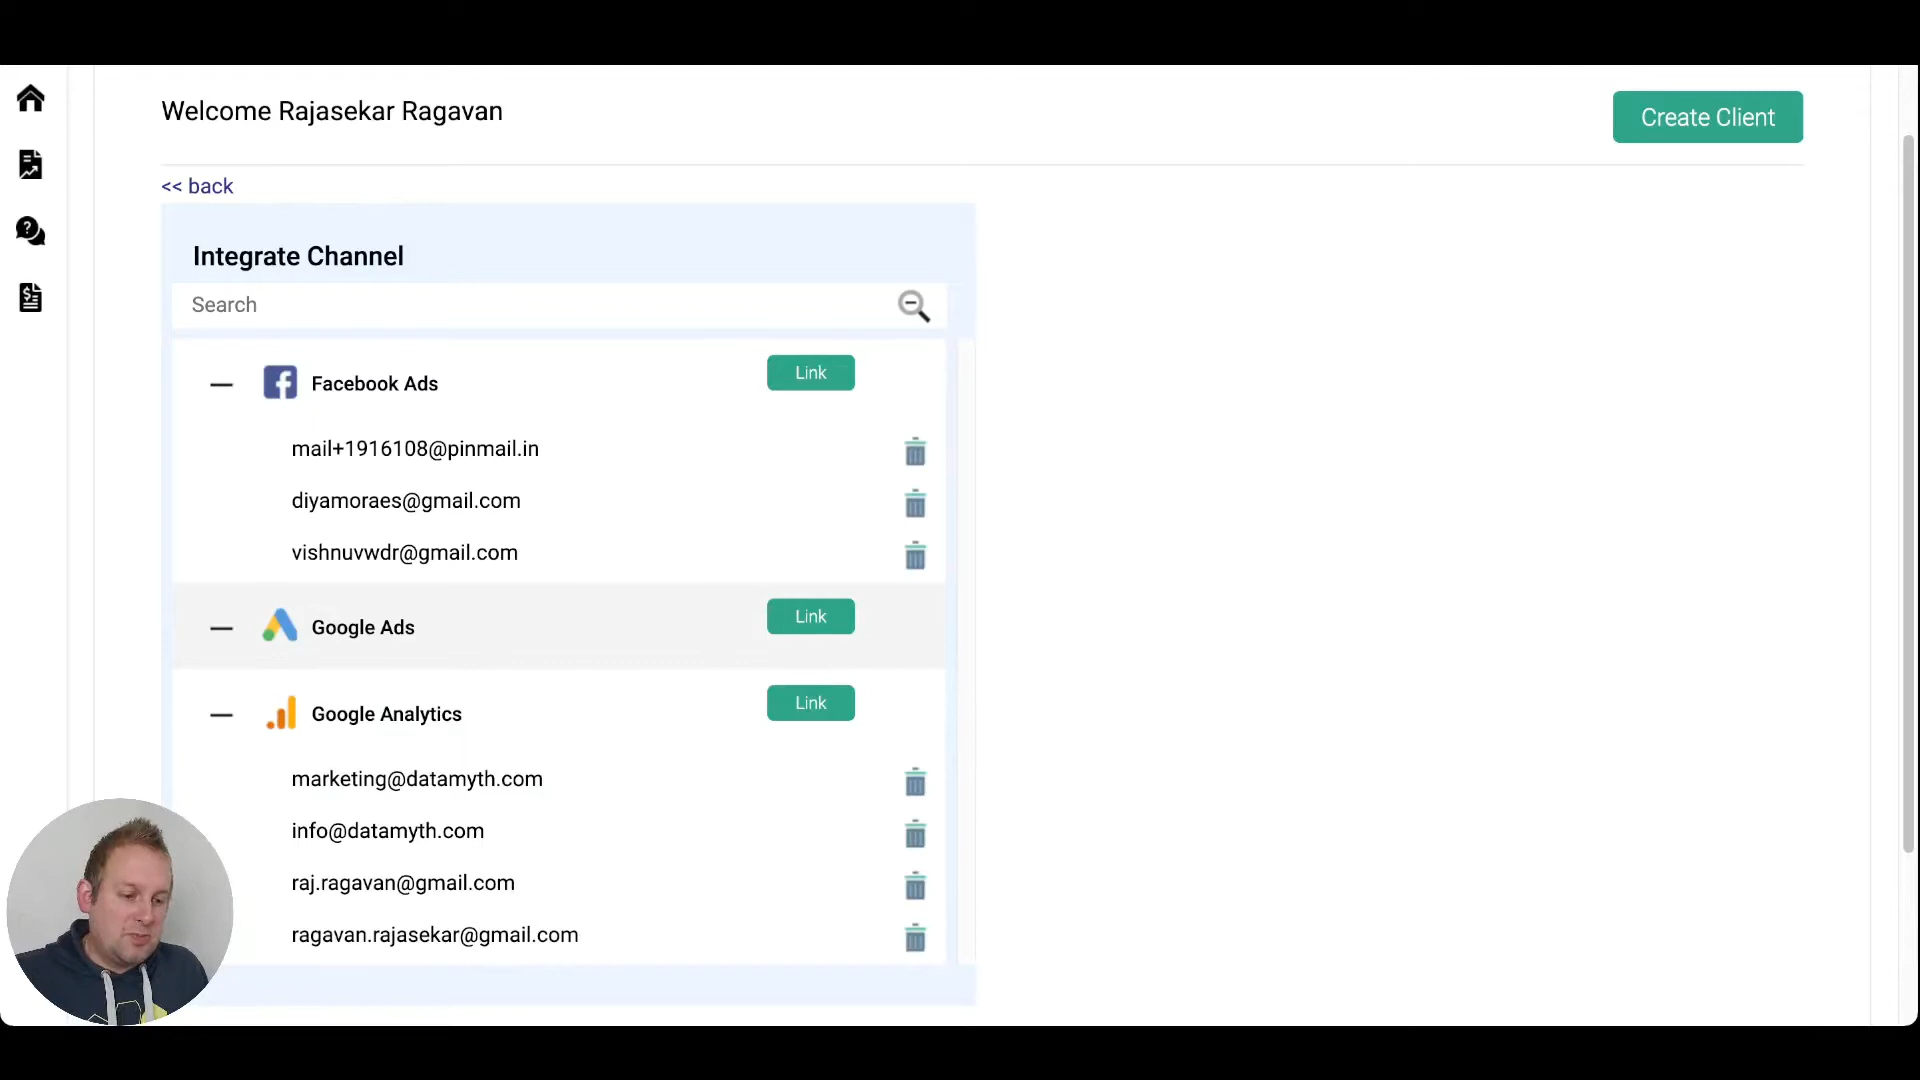 Welcome Rajasekar Ragavan
Create Client
<< back
Integrate Channel
Search
Facebook Ads
Link
mail+1916108@pinmail.in
diyamoraes@gmail.com
vishnuvwdr@gmail.com
Google Ads
Link
Google Analytics
Link
marketing@datamyth.com
info@datamyth.com
raj.ragavan@gmail.com
ragavan.rajasekar@gmail.com